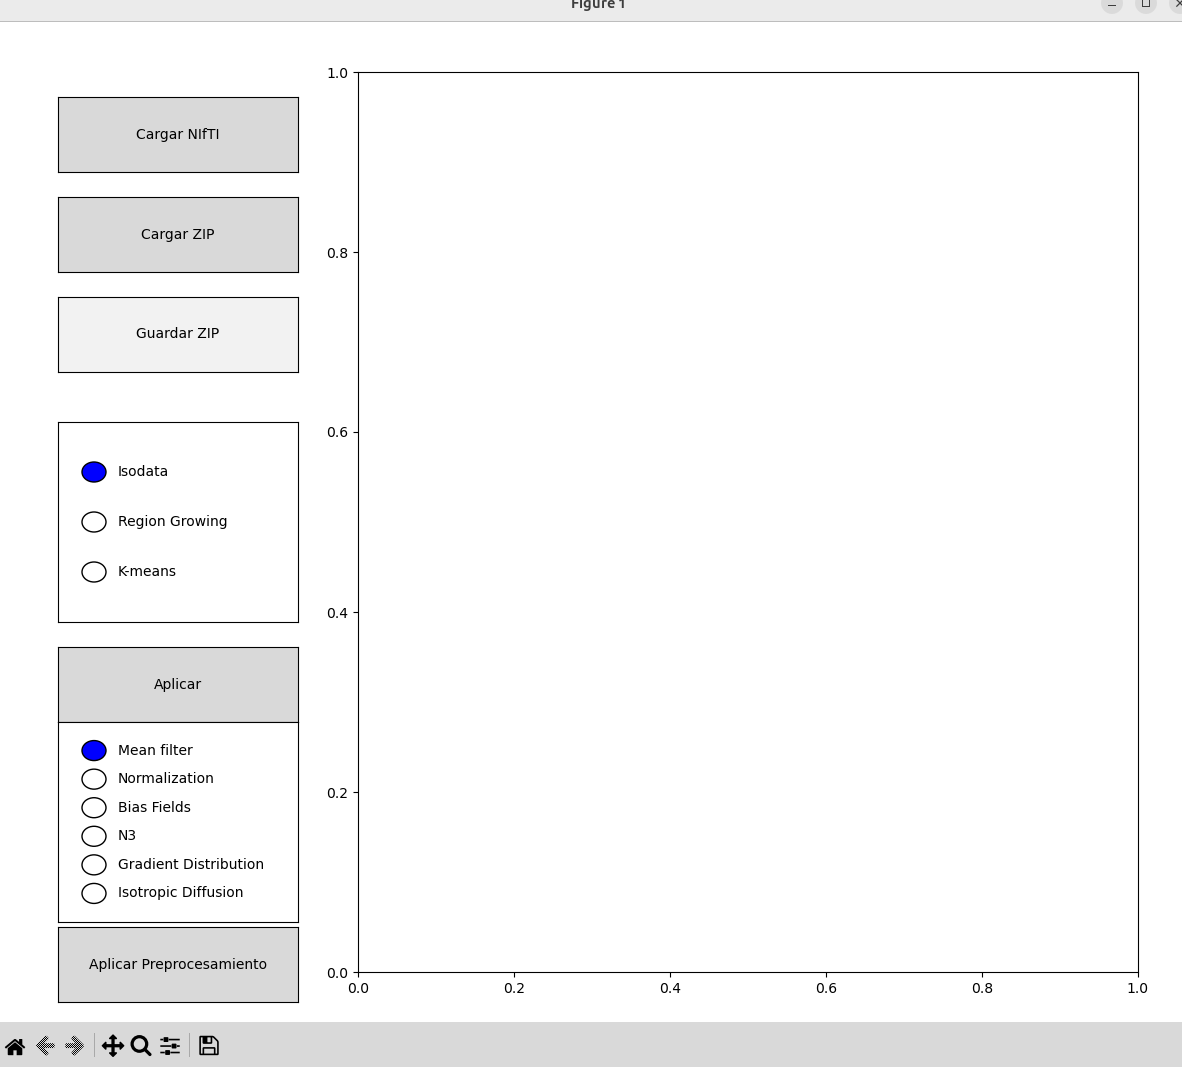 Figure 1
Cargar NIfTI
Cargar ZIP
Guardar ZIP
Isodata
Region Growing
K-means
Aplicar
Mean filter
Normalization
Bias Fields
N3
Gradient Distribution
Isotropic Diffusion
Aplicar Preprocesamiento
1.0
0.8
0.6
0.4
0.2
0.0
0.0 0.2 0.4 0.6 0.8 1.0